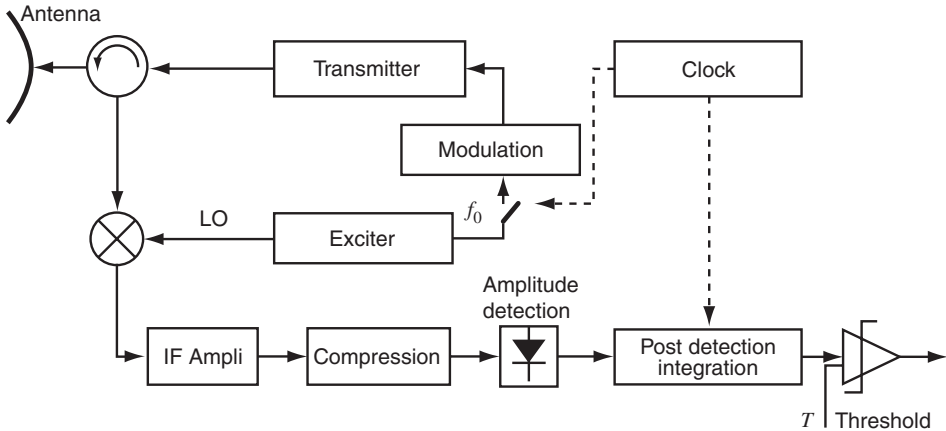 Antenna
Transmitter
Clock
Modulation
f0
LO
Exciter
Amplitude
detection
IF Ampli
Compression
Post detection
integration
T Threshold